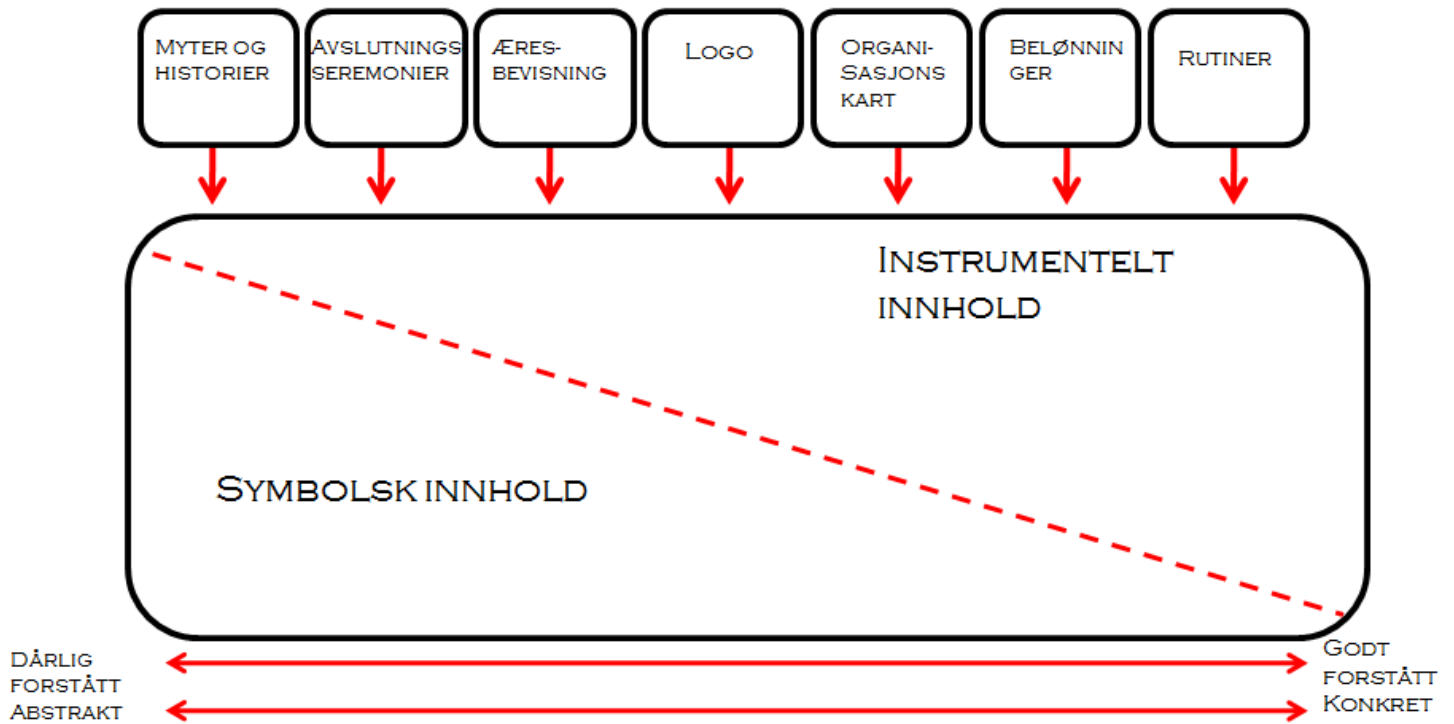 MYTER OG
HISTORIER
AVSLUTNINGS
SEREMONIER
ÆRES-
BEVISNING
LOGO
ORGANI-
SASJONS
KART
BELØNNIN
GER
RUTINER
INSTRUMENTELT
INNHOLD
SYMBOLSK INNHOLD
DÅRLIG
FORSTÅTT
ABSTRAKT
GODT
FORSTÅTT
KONKRET